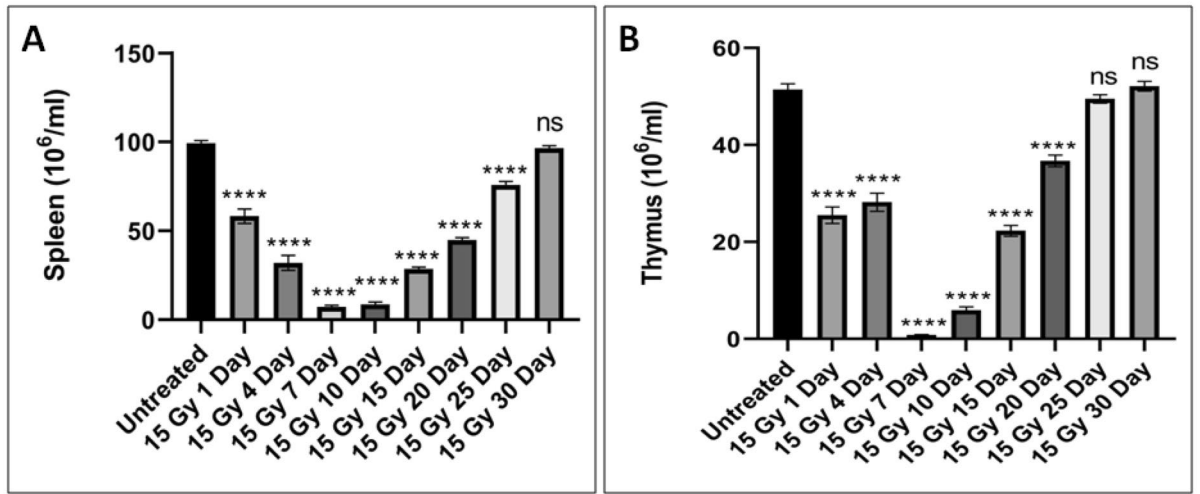 A
Spleen (10⁶/ml)
150
100
50
0
****
****
****
****
****
****
****
ns
Untreated
15 Gy 1 Day
15 Gy 4 Day
15 Gy 7 Day
15 Gy 10 Day
15 Gy 15 Day
15 Gy 20 Day
15 Gy 25 Day
15 Gy 30 Day
B
Thymus (10⁶/ml)
60
40
20
0
****
****
****
****
****
****
ns
ns
Untreated
15 Gy 1 Day
15 Gy 4 Day
15 Gy 7 Day
15 Gy 10 Day
15 Gy 15 Day
15 Gy 20 Day
15 Gy 25 Day
15 Gy 30 Day